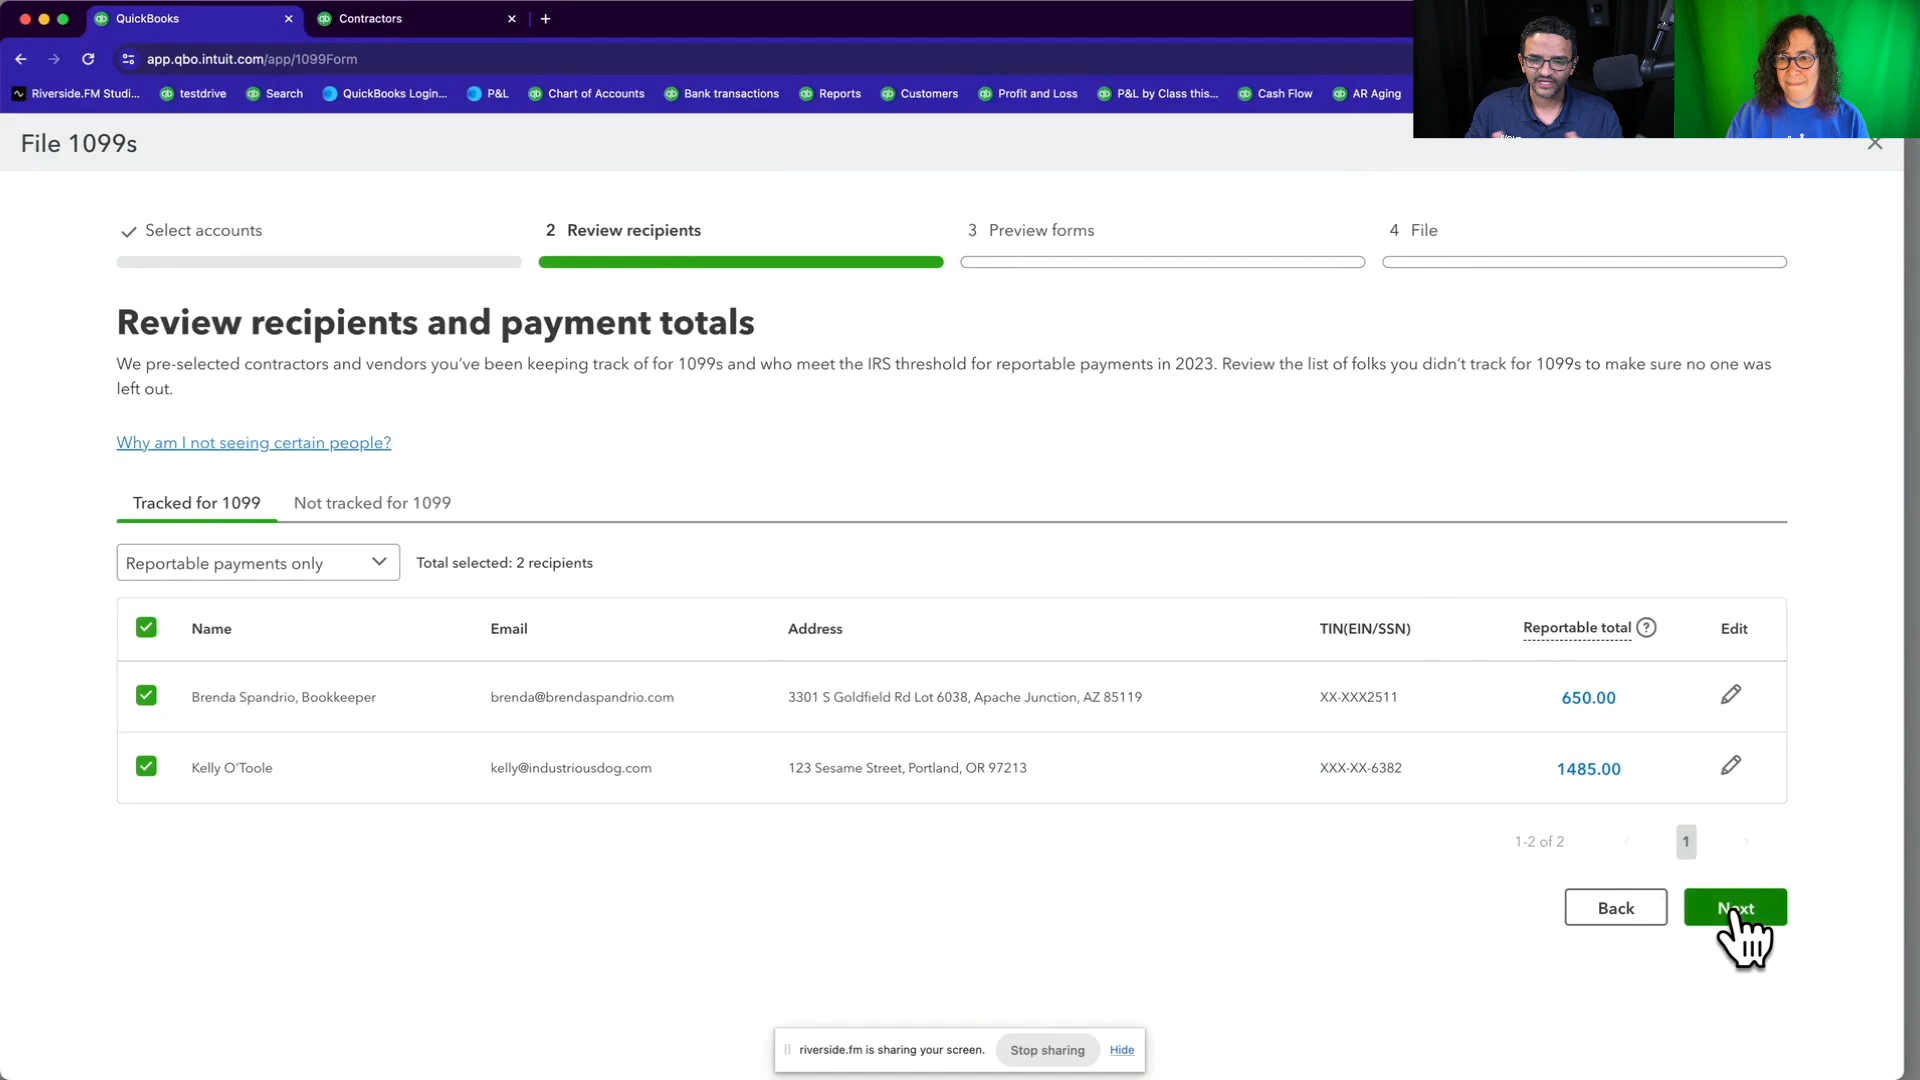 QuickBooks
Contractors
app.qbo.intuit.com/app/1099Form
Riverside.FM Studi... testdrive Search QuickBooks Login... P&L Chart of Accounts Bank transactions Reports Customers Profit and Loss P&L by Class this... Cash Flow AR Aging
File 1099s
Select accounts
2 Review recipients
3 Preview forms
4 File
Review recipients and payment totals
We pre-selected contractors and vendors you've been keeping track of for 1099s and who meet the IRS threshold for reportable payments in 2023. Review the list of folks you didn't track for 1099s to make sure no one was
left out.
Why am I not seeing certain people?
Tracked for 1099 Not tracked for 1099
Reportable payments only Total selected: 2 recipients
Name Email Address TIN(EIN/SSN) Reportable total ? Edit
Brenda Spandrio, Bookkeeper brenda@brendaspandrio.com 3301 S Goldfield Rd Lot 6038, Apache Junction, AZ 85119 XX-XXX2511 650.00
Kelly O'Toole kelly@industriousdog.com 123 Sesame Street, Portland, OR 97213 XXX-XX-6382 1485.00
1-2 of 2 1
Back Next
riverside.fm is sharing your screen. Stop sharing Hide